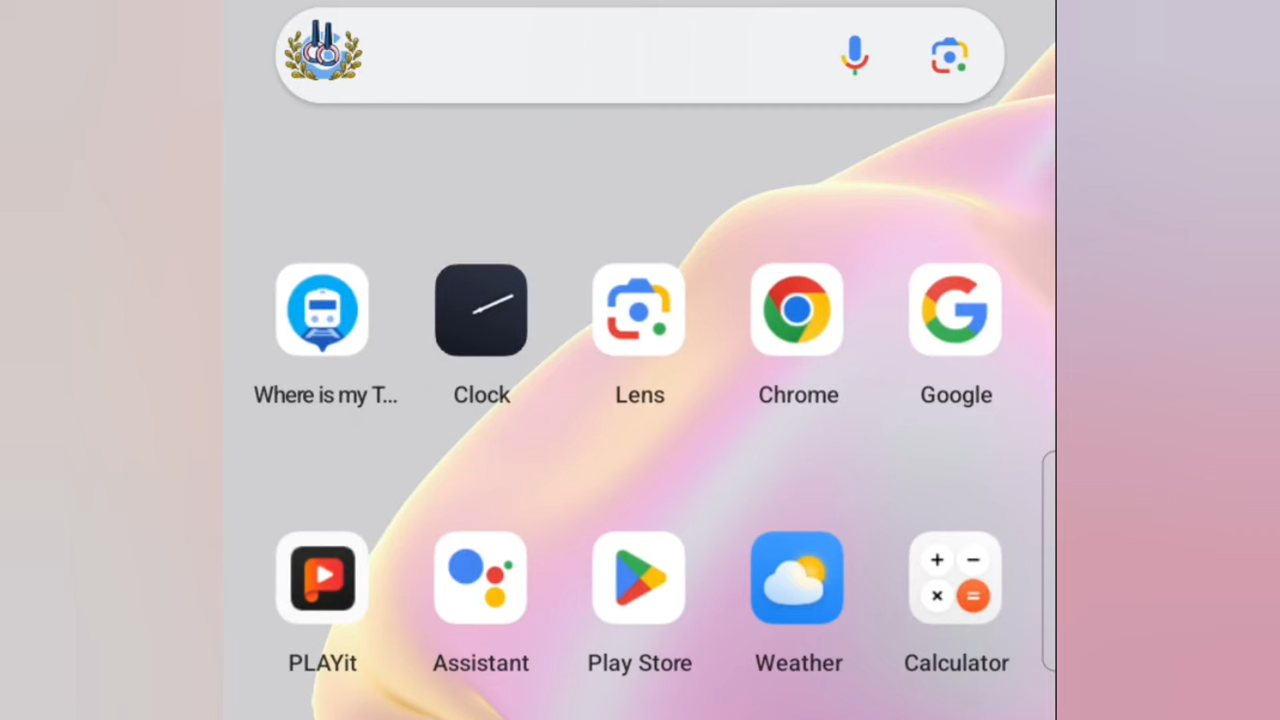 Where is my T...
Clock
Lens
Chrome
Google
PLAYit
Assistant
Play Store
Weather
Calculator